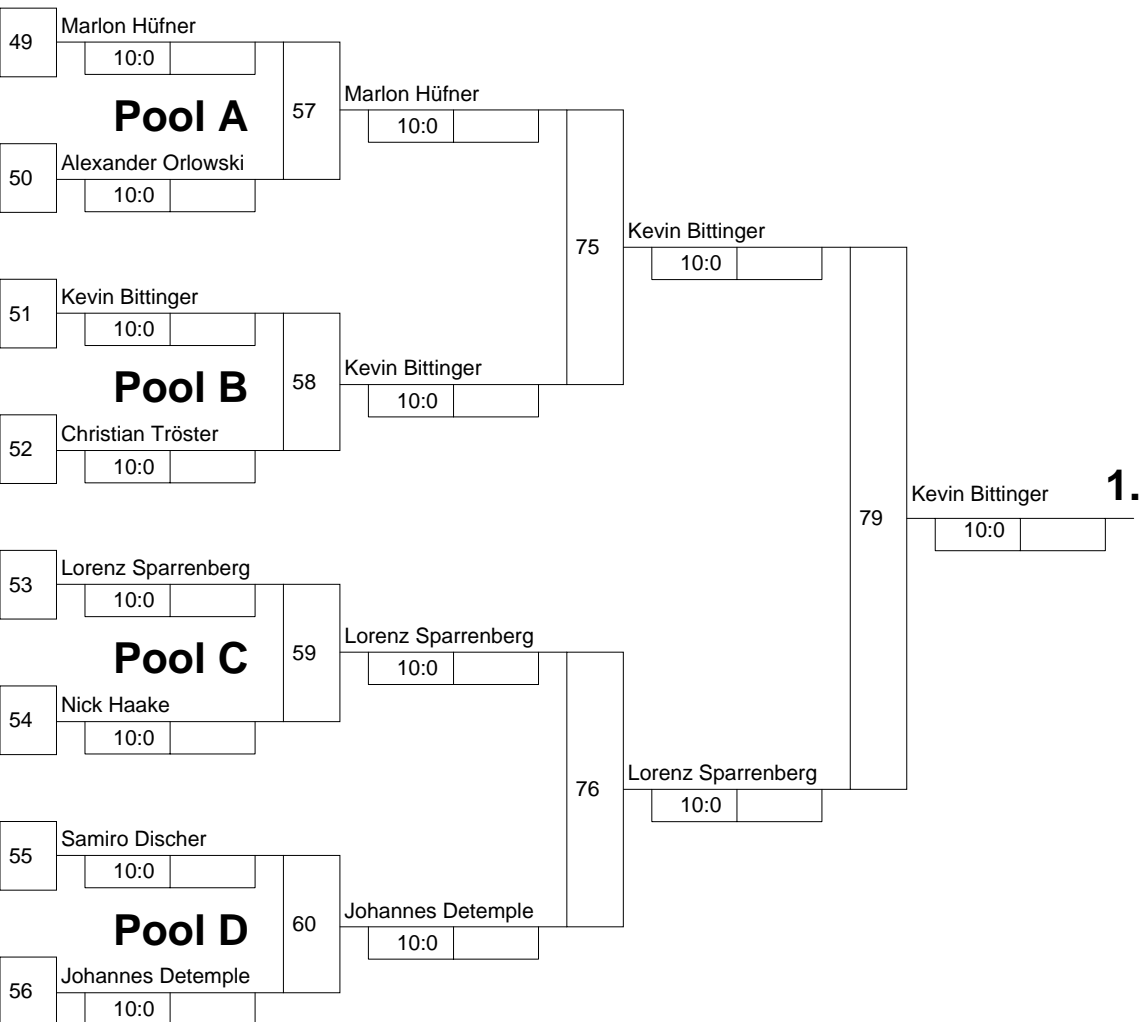 49
Marlon Hüfner
10:0
Pool A
57
Marlon Hüfner
10:0
50
Alexander Orlowski
10:0
75
Kevin Bittinger
10:0
51
Kevin Bittinger
10:0
Pool B
58
Kevin Bittinger
10:0
52
Christian Tröster
10:0
79
Kevin Bittinger 1.
10:0
53
Lorenz Sparrenberg
10:0
Pool C
59
Lorenz Sparrenberg
10:0
54
Nick Haake
10:0
76
Lorenz Sparrenberg
10:0
55
Samiro Discher
10:0
Pool D
60
Johannes Detemple
10:0
56
Johannes Detemple
10:0